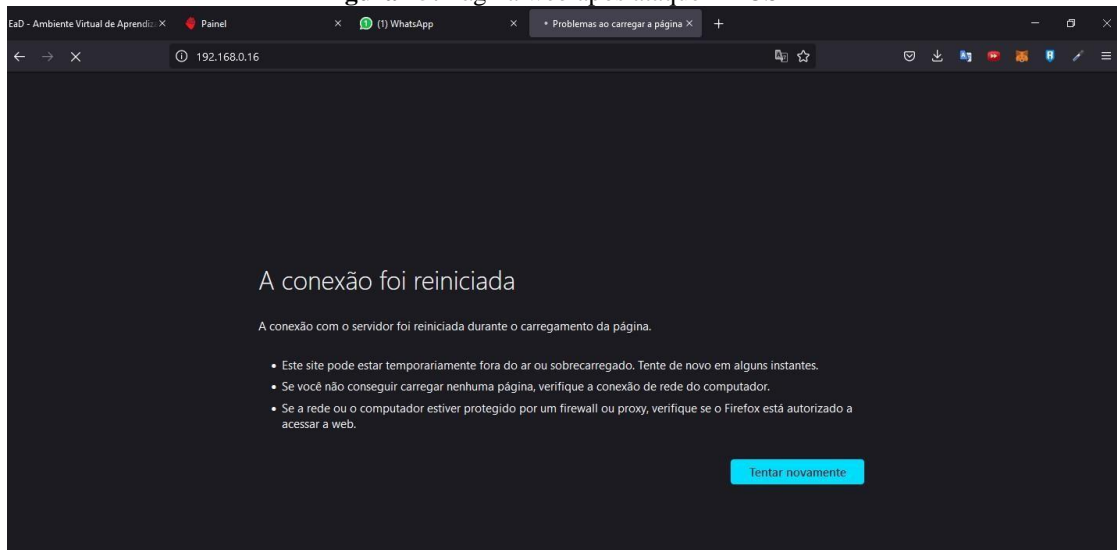 EaD - Ambiente Virtual de Aprendiz
Painel
(1) WhatsApp
Problemas ao carregar a página
192.168.0.16
A conexão foi reiniciada
A conexão com o servidor foi reiniciada durante o carregamento da página.
• Este site pode estar temporariamente fora do ar ou sobrecarregado. Tente de novo em alguns instantes.
• Se você não conseguir carregar nenhuma página, verifique a conexão de rede do computador.
• Se a rede ou o computador estiver protegido por um firewall ou proxy, verifique se o Firefox está autorizado a
acessar a web.
Tentar novamente